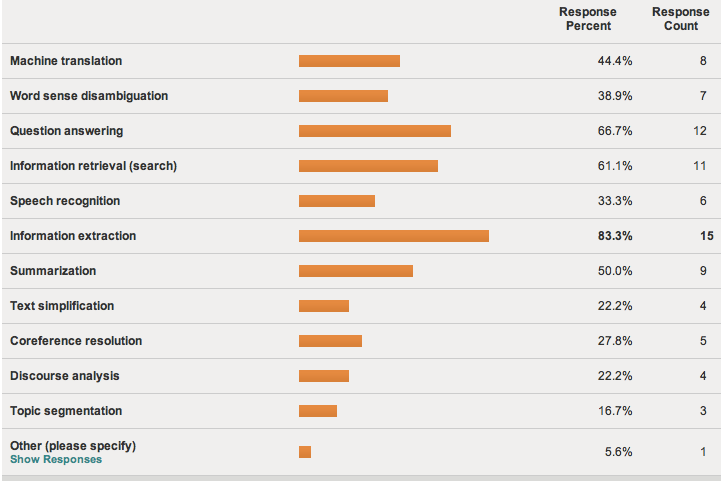 Response Percent Response Count
Machine translation 44.4% 8
Word sense disambiguation 38.9% 7
Question answering 66.7% 12
Information retrieval (search) 61.1% 11
Speech recognition 33.3% 6
Information extraction 83.3% 15
Summarization 50.0% 9
Text simplification 22.2% 4
Coreference resolution 27.8% 5
Discourse analysis 22.2% 4
Topic segmentation 16.7% 3
Other (please specify) 5.6% 1
Show Responses